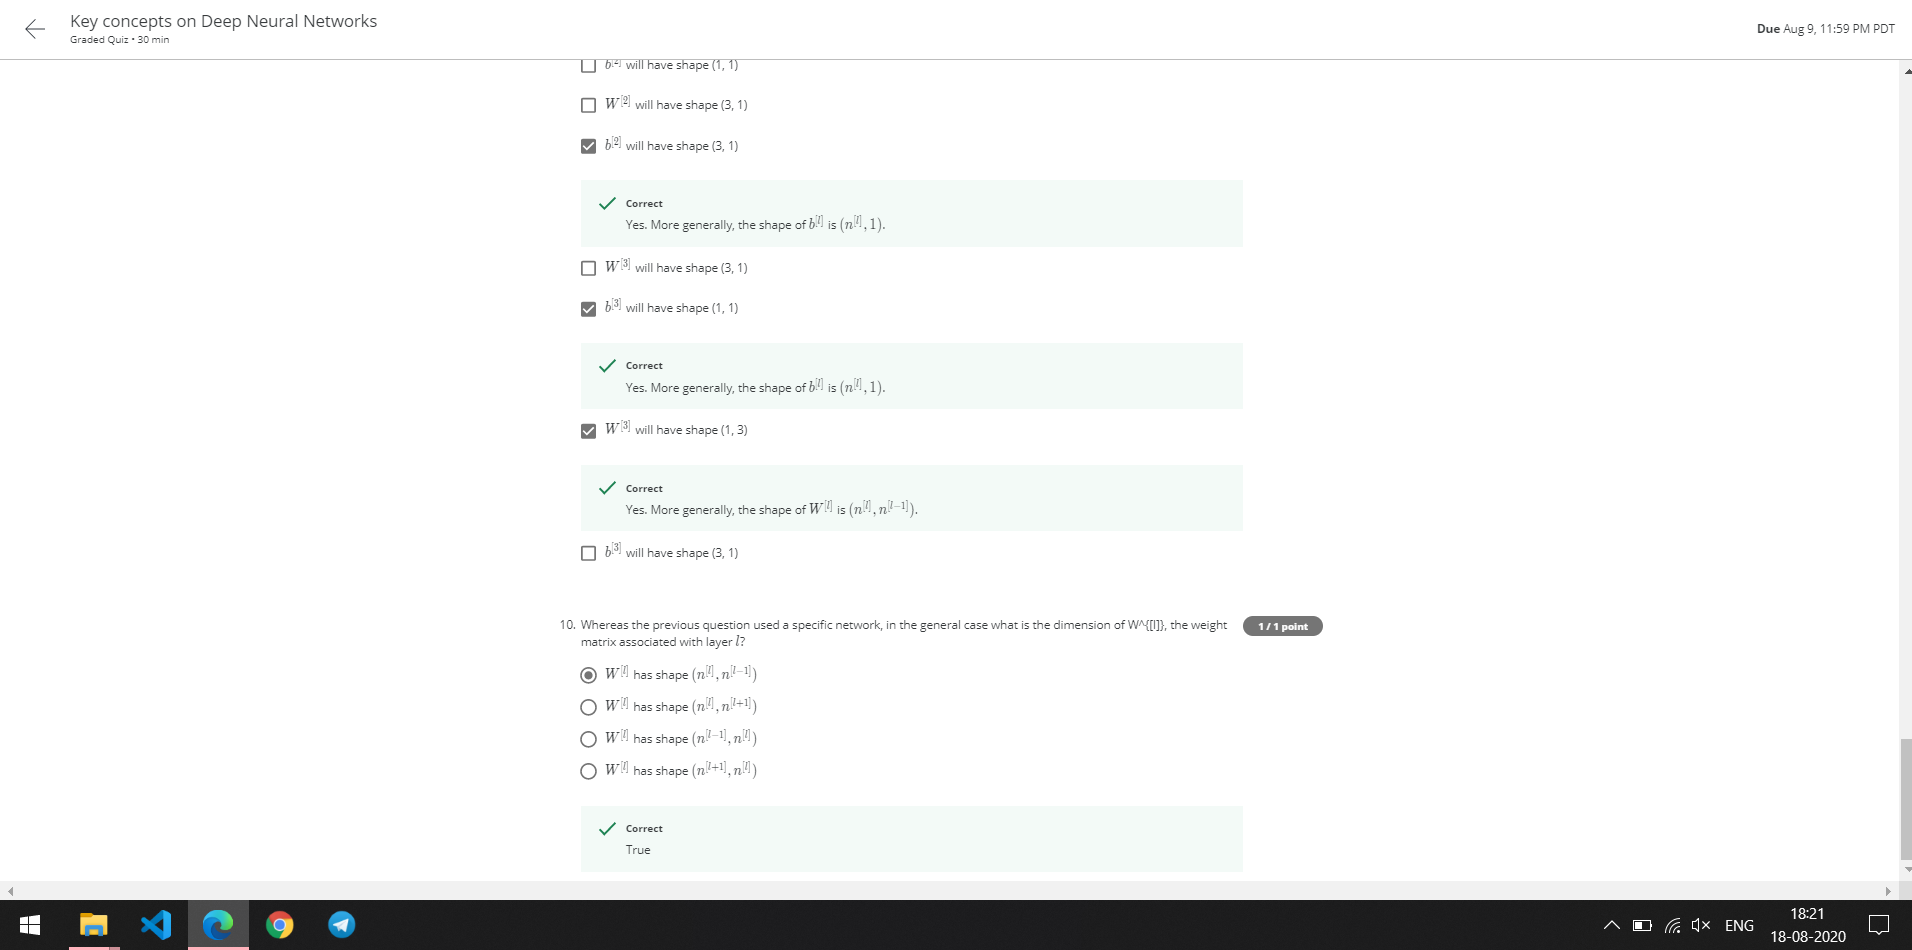 Key concepts on Deep Neural Networks
Graded Quiz • 30 min
Due Aug 9, 11:59 PM PDT
b^[2] will have shape (1, 1)
W^[2] will have shape (3, 1)
b^[2] will have shape (3, 1)
Correct
Yes. More generally, the shape of b^[l] is (n^[l], 1).
W^[3] will have shape (3, 1)
b^[3] will have shape (1, 1)
Correct
Yes. More generally, the shape of b^[l] is (n^[l], 1).
W^[3] will have shape (1, 3)
Correct
Yes. More generally, the shape of W^[l] is (n^[l], n^[l−1]).
b^[3] will have shape (3, 1)
10. Whereas the previous question used a specific network, in the general case what is the dimension of W^{[l]}, the weight
matrix associated with layer l?
1 / 1 point
W^[l] has shape (n^[l], n^[l−1])
W^[l] has shape (n^[l], n^[l+1])
W^[l] has shape (n^[l−1], n^[l])
W^[l] has shape (n^[l+1], n^[l])
Correct
True
ENG
18:21
18-08-2020